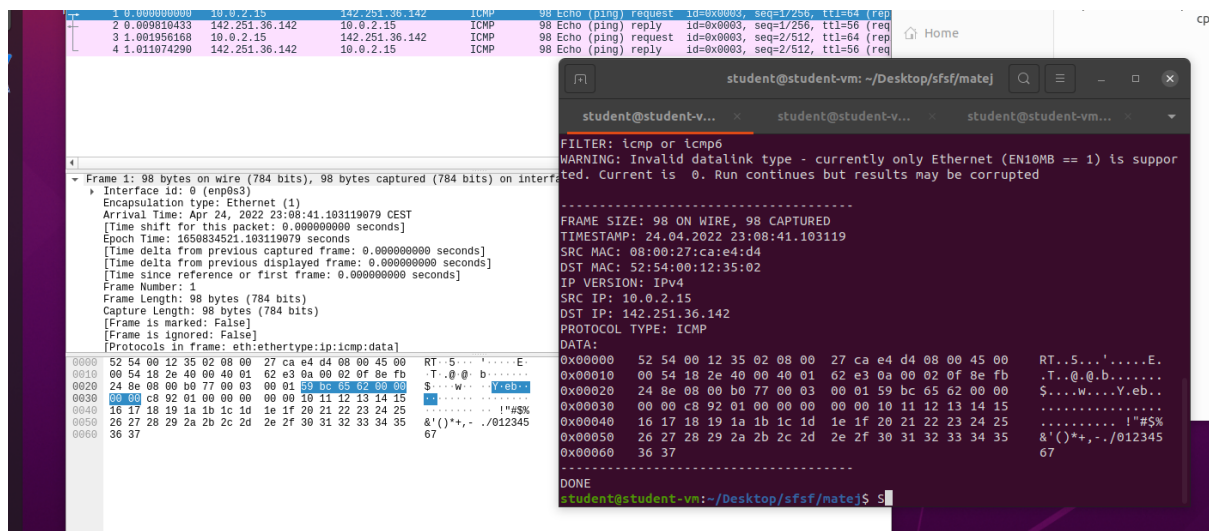 1 0.000000000 10.0.2.15 142.251.36.142 ICMP 98 Echo (ping) request id=0x0003, seq=1/256, ttl=64 (rep
2 0.009810433 142.251.36.142 10.0.2.15 ICMP 98 Echo (ping) reply id=0x0003, seq=1/256, ttl=56 (req
3 1.001956168 10.0.2.15 142.251.36.142 ICMP 98 Echo (ping) request id=0x0003, seq=2/512, ttl=64 (rep
4 1.011074290 142.251.36.142 10.0.2.15 ICMP 98 Echo (ping) reply id=0x0003, seq=2/512, ttl=56 (req
Home
cp
Frame 1: 98 bytes on wire (784 bits), 98 bytes captured (784 bits) on interfa
Interface id: 0 (enp0s3)
Encapsulation type: Ethernet (1)
Arrival Time: Apr 24, 2022 23:08:41.103119079 CEST
[Time shift for this packet: 0.000000000 seconds]
Epoch Time: 1650834521.103119079 seconds
[Time delta from previous captured frame: 0.000000000 seconds]
[Time delta from previous displayed frame: 0.000000000 seconds]
[Time since reference or first frame: 0.000000000 seconds]
Frame Number: 1
Frame Length: 98 bytes (784 bits)
Capture Length: 98 bytes (784 bits)
[Frame is marked: False]
[Frame is ignored: False]
[Protocols in frame: eth:ethertype:ip:icmp:data]
0000 52 54 00 12 35 02 08 00 27 ca e4 d4 08 00 45 00 RT··5··· '·····E·
0010 00 54 18 2e 40 00 40 01 62 e3 0a 00 02 0f 8e fb ·T·.@·@· b·······
0020 24 8e 08 00 b0 77 00 03 00 01 59 bc 65 62 00 00 $····w·· ··Y·eb··
0030 00 00 c8 92 01 00 00 00 00 00 10 11 12 13 14 15 ········ ········
0040 16 17 18 19 1a 1b 1c 1d 1e 1f 20 21 22 23 24 25 ········ ·· !"#$%
0050 26 27 28 29 2a 2b 2c 2d 2e 2f 30 31 32 33 34 35 &'()*+,- ./012345
0060 36 37 67
student@student-vm: ~/Desktop/sfsf/matej
student@student-v... × student@student-v... × student@student-vm... ×
FILTER: icmp or icmp6
WARNING: Invalid datalink type - currently only Ethernet (EN10MB == 1) is suppor
ted. Current is 0. Run continues but results may be corrupted
-------------------------------------
FRAME SIZE: 98 ON WIRE, 98 CAPTURED
TIMESTAMP: 24.04.2022 23:08:41.103119
SRC MAC: 08:00:27:ca:e4:d4
DST MAC: 52:54:00:12:35:02
IP VERSION: IPv4
SRC IP: 10.0.2.15
DST IP: 142.251.36.142
PROTOCOL TYPE: ICMP
DATA:
0x00000 52 54 00 12 35 02 08 00 27 ca e4 d4 08 00 45 00 RT..5...'.....E.
0x00010 00 54 18 2e 40 00 40 01 62 e3 0a 00 02 0f 8e fb .T..@.@.b.......
0x00020 24 8e 08 00 b0 77 00 03 00 01 59 bc 65 62 00 00 $....w....Y.eb..
0x00030 00 00 c8 92 01 00 00 00 00 00 10 11 12 13 14 15 ................
0x00040 16 17 18 19 1a 1b 1c 1d 1e 1f 20 21 22 23 24 25 .......... !"#$%
0x00050 26 27 28 29 2a 2b 2c 2d 2e 2f 30 31 32 33 34 35 &'()*+,-./012345
0x00060 36 37 67
-------------------------------------
DONE
student@student-vm:~/Desktop/sfsf/matej$ S